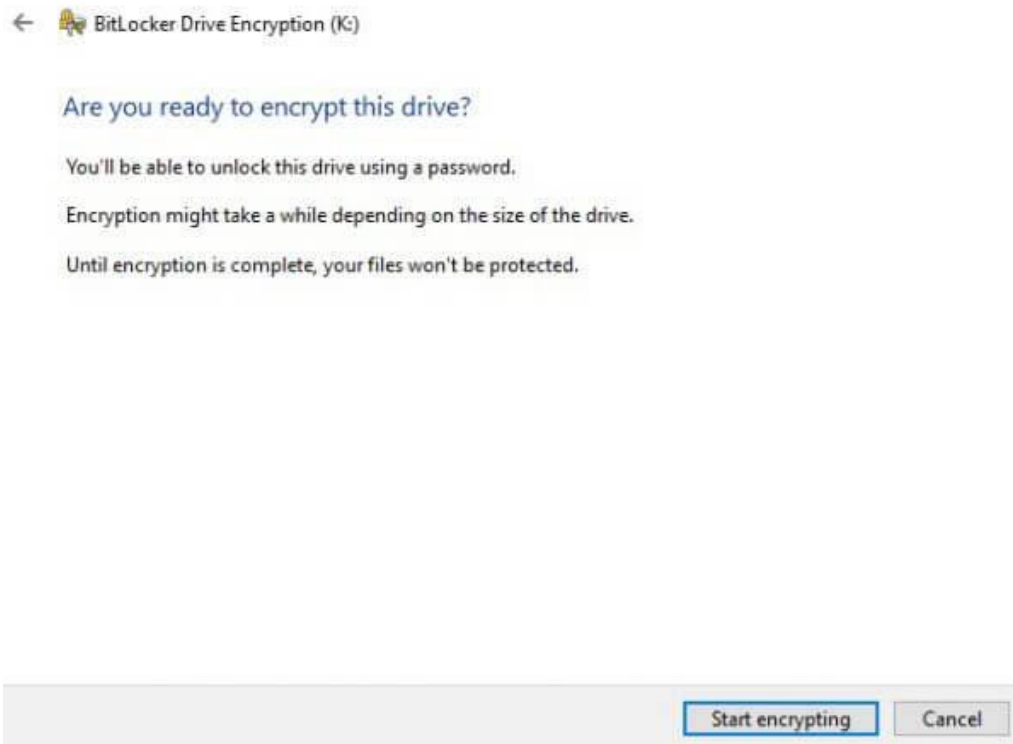 BitLocker Drive Encryption (K:)
Are you ready to encrypt this drive?
You'll be able to unlock this drive using a password.
Encryption might take a while depending on the size of the drive.
Until encryption is complete, your files won't be protected.
Start encrypting
Cancel